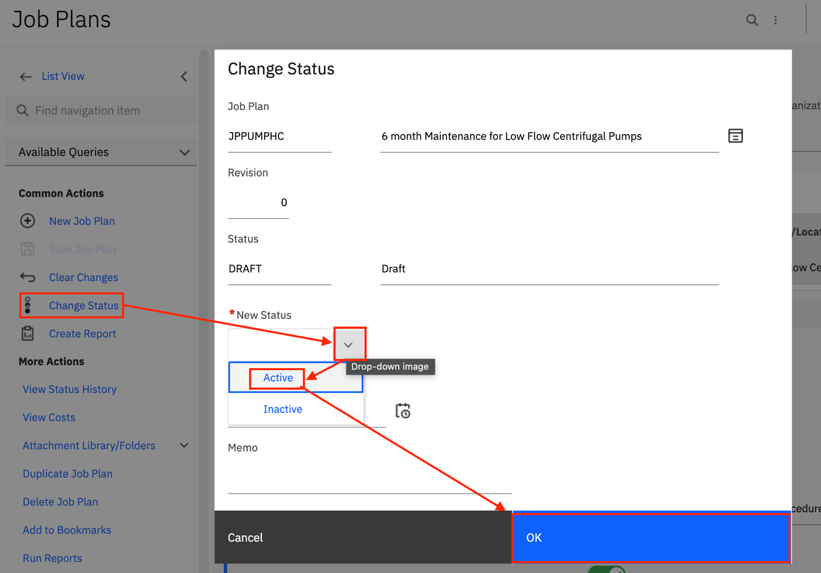 Job Plans
List View
Find navigation item
Available Queries
Common Actions
New Job Plan
Save Job Plan
Clear Changes
Change Status
Create Report
More Actions
View Status History
View Costs
Attachment Library/Folders
Duplicate Job Plan
Delete Job Plan
Add to Bookmarks
Run Reports
Change Status
Job Plan
JPPUMPHC 6 month Maintenance for Low Flow Centrifugal Pumps
Revision
0
Status
DRAFT Draft
*New Status
Drop-down image
Active
Inactive
Memo
Cancel OK
anizat
/Locat
ow Ce
cedure